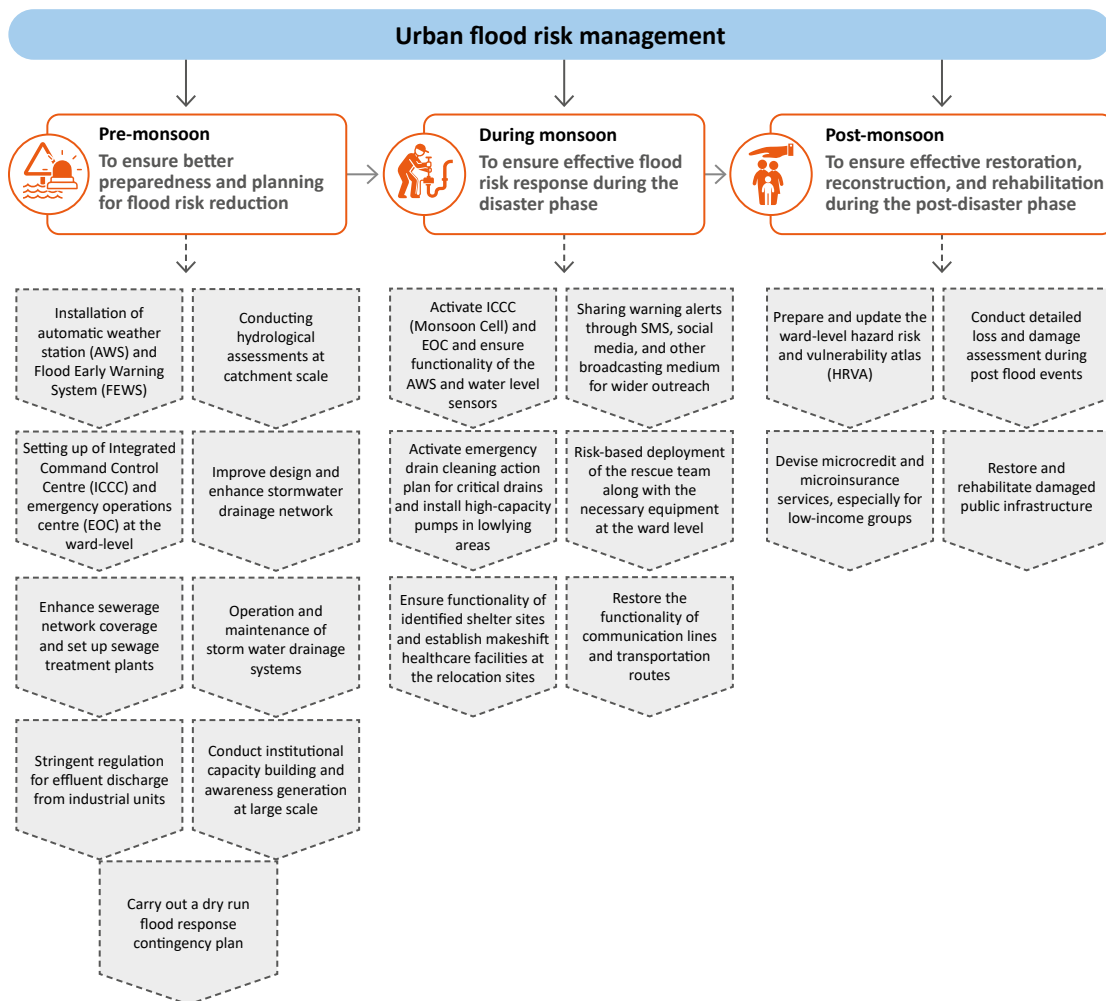 Urban flood risk management
Pre-monsoon
To ensure better
preparedness and planning
for flood risk reduction
During monsoon
To ensure effective flood
risk response during the
disaster phase
Post-monsoon
To ensure effective restoration,
reconstruction, and rehabilitation
during the post-disaster phase
Installation of
automatic weather
station (AWS) and
Flood Early Warning
System (FEWS)
Conducting
hydrological
assessments at
catchment scale
Setting up of Integrated
Command Control
Centre (ICCC) and
emergency operations
centre (EOC) at the
ward-level
Improve design and
enhance stormwater
drainage network
Enhance sewerage
network coverage
and set up sewage
treatment plants
Operation and
maintenance of
storm water drainage
systems
Stringent regulation
for effluent discharge
from industrial units
Conduct institutional
capacity building and
awareness generation
at large scale
Carry out a dry run
flood response
contingency plan
Activate ICCC
(Monsoon Cell) and
EOC and ensure
functionality of the
AWS and water level
sensors
Sharing warning alerts
through SMS, social
media, and other
broadcasting medium
for wider outreach
Activate emergency
drain cleaning action
plan for critical drains
and install high-capacity
pumps in lowlying
areas
Risk-based deployment
of the rescue team
along with the
necessary equipment
at the ward level
Ensure functionality of
identified shelter sites
and establish makeshift
healthcare facilities at
the relocation sites
Restore the
functionality of
communication lines
and transportation
routes
Prepare and update the
ward-level hazard risk
and vulnerability atlas
(HRVA)
Conduct detailed
loss and damage
assessment during
post flood events
Devise microcredit and
microinsurance
services, especially for
low-income groups
Restore and
rehabilitate damaged
public infrastructure